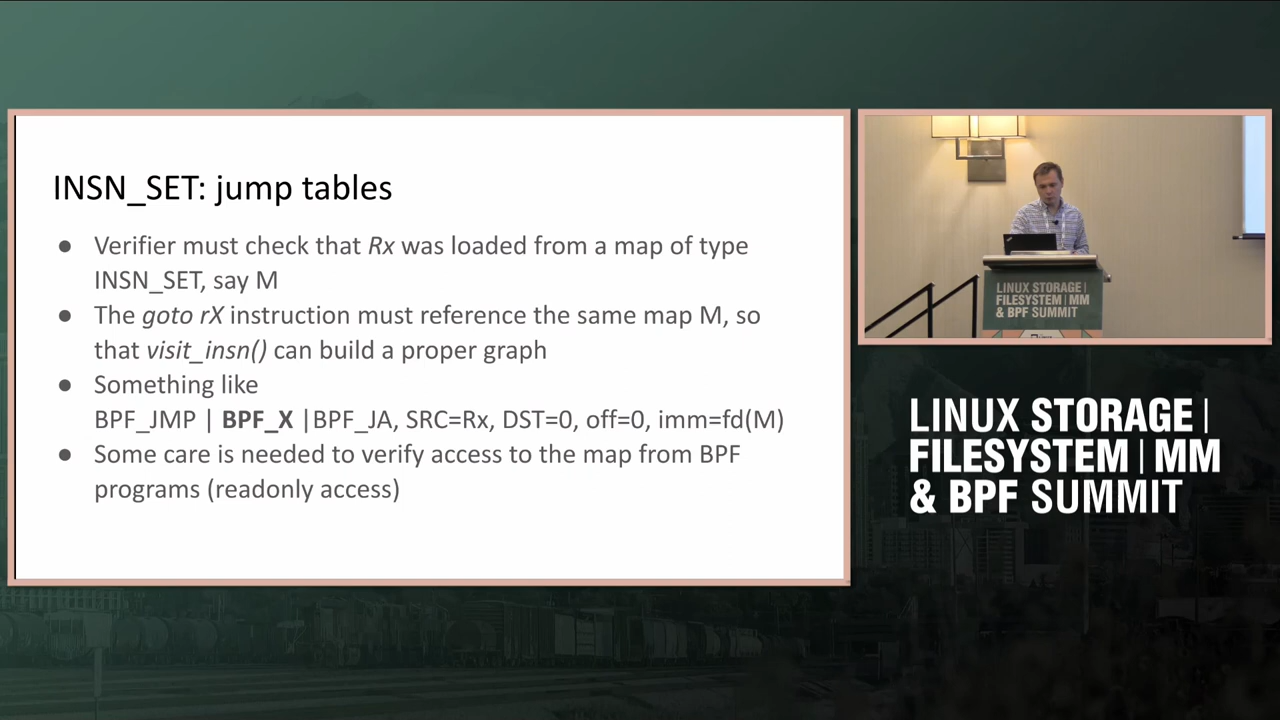 INSN_SET: jump tables
● Verifier must check that Rx was loaded from a map of type
INSN_SET, say M
● The goto rX instruction must reference the same map M, so
that visit_insn() can build a proper graph
● Something like
BPF_JMP | BPF_X |BPF_JA, SRC=Rx, DST=0, off=0, imm=fd(M)
● Some care is needed to verify access to the map from BPF
programs (readonly access)
LINUX STORAGE |
FILESYSTEM | MM
& BPF SUMMIT
LINUX STORAGE |
FILESYSTEM | MM
& BPF SUMMIT